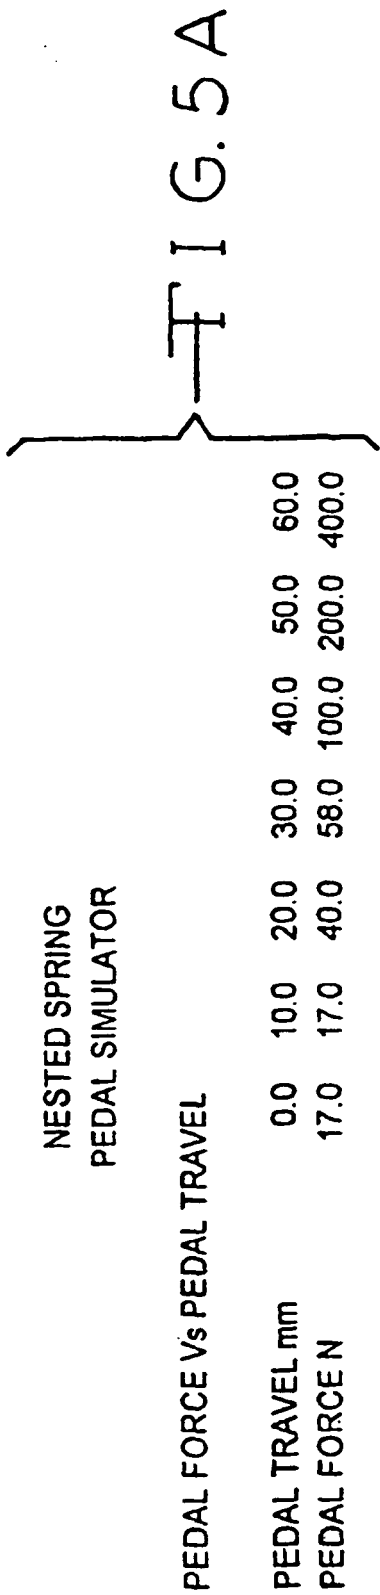 NESTED SPRING
PEDAL SIMULATOR
PEDAL FORCE Vs PEDAL TRAVEL
PEDAL TRAVEL mm 0.0 10.0 20.0 30.0 40.0 50.0 60.0
PEDAL FORCE N 17.0 17.0 40.0 58.0 100.0 200.0 400.0
FIG. 5A